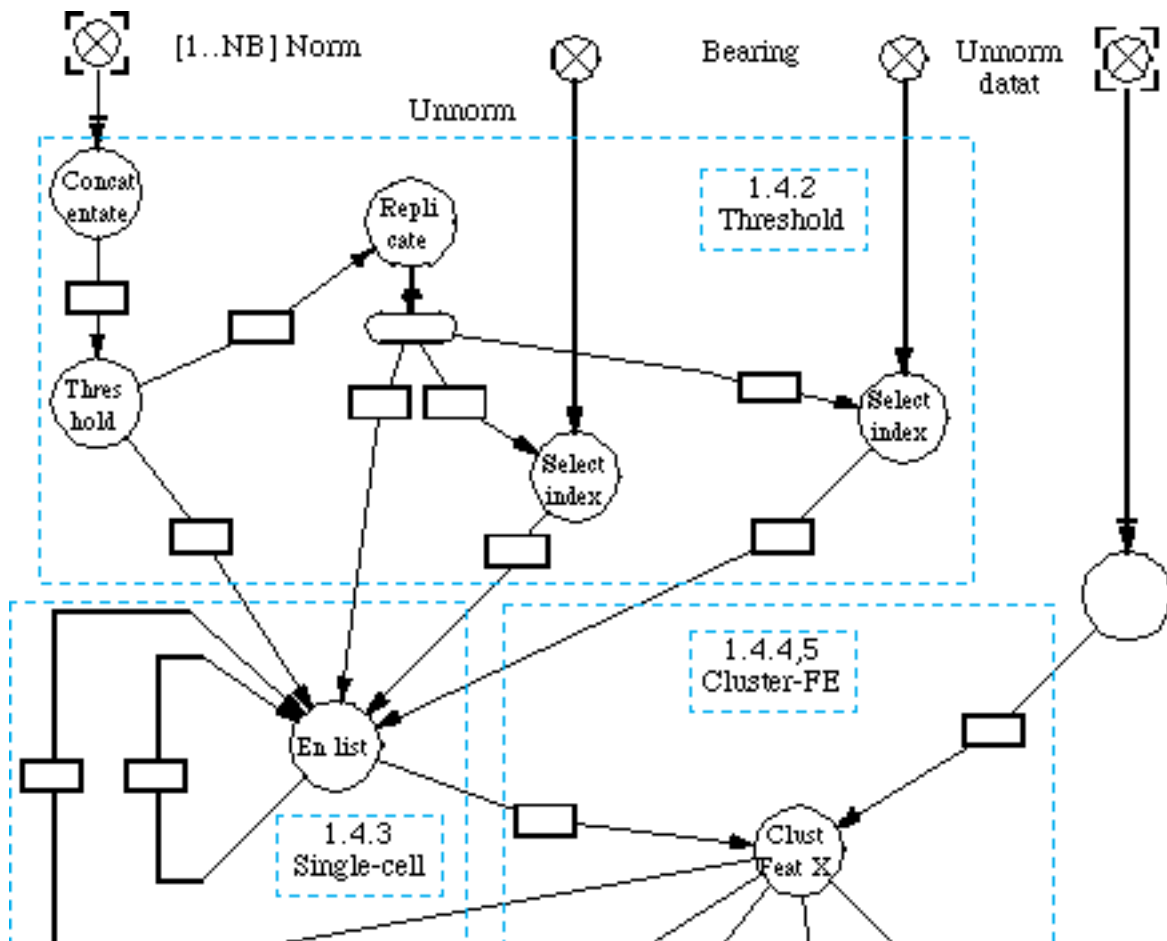 [1..NB] Norm
Bearing
Unnorm
datat
Unnorm
Concat
entate
Repli
cate
1.4.2
Threshold
Thres
hold
Select
index
Select
index
1.4.4,5
Cluster-FE
En list
1.4.3
Single-cell
Clust
Feat X